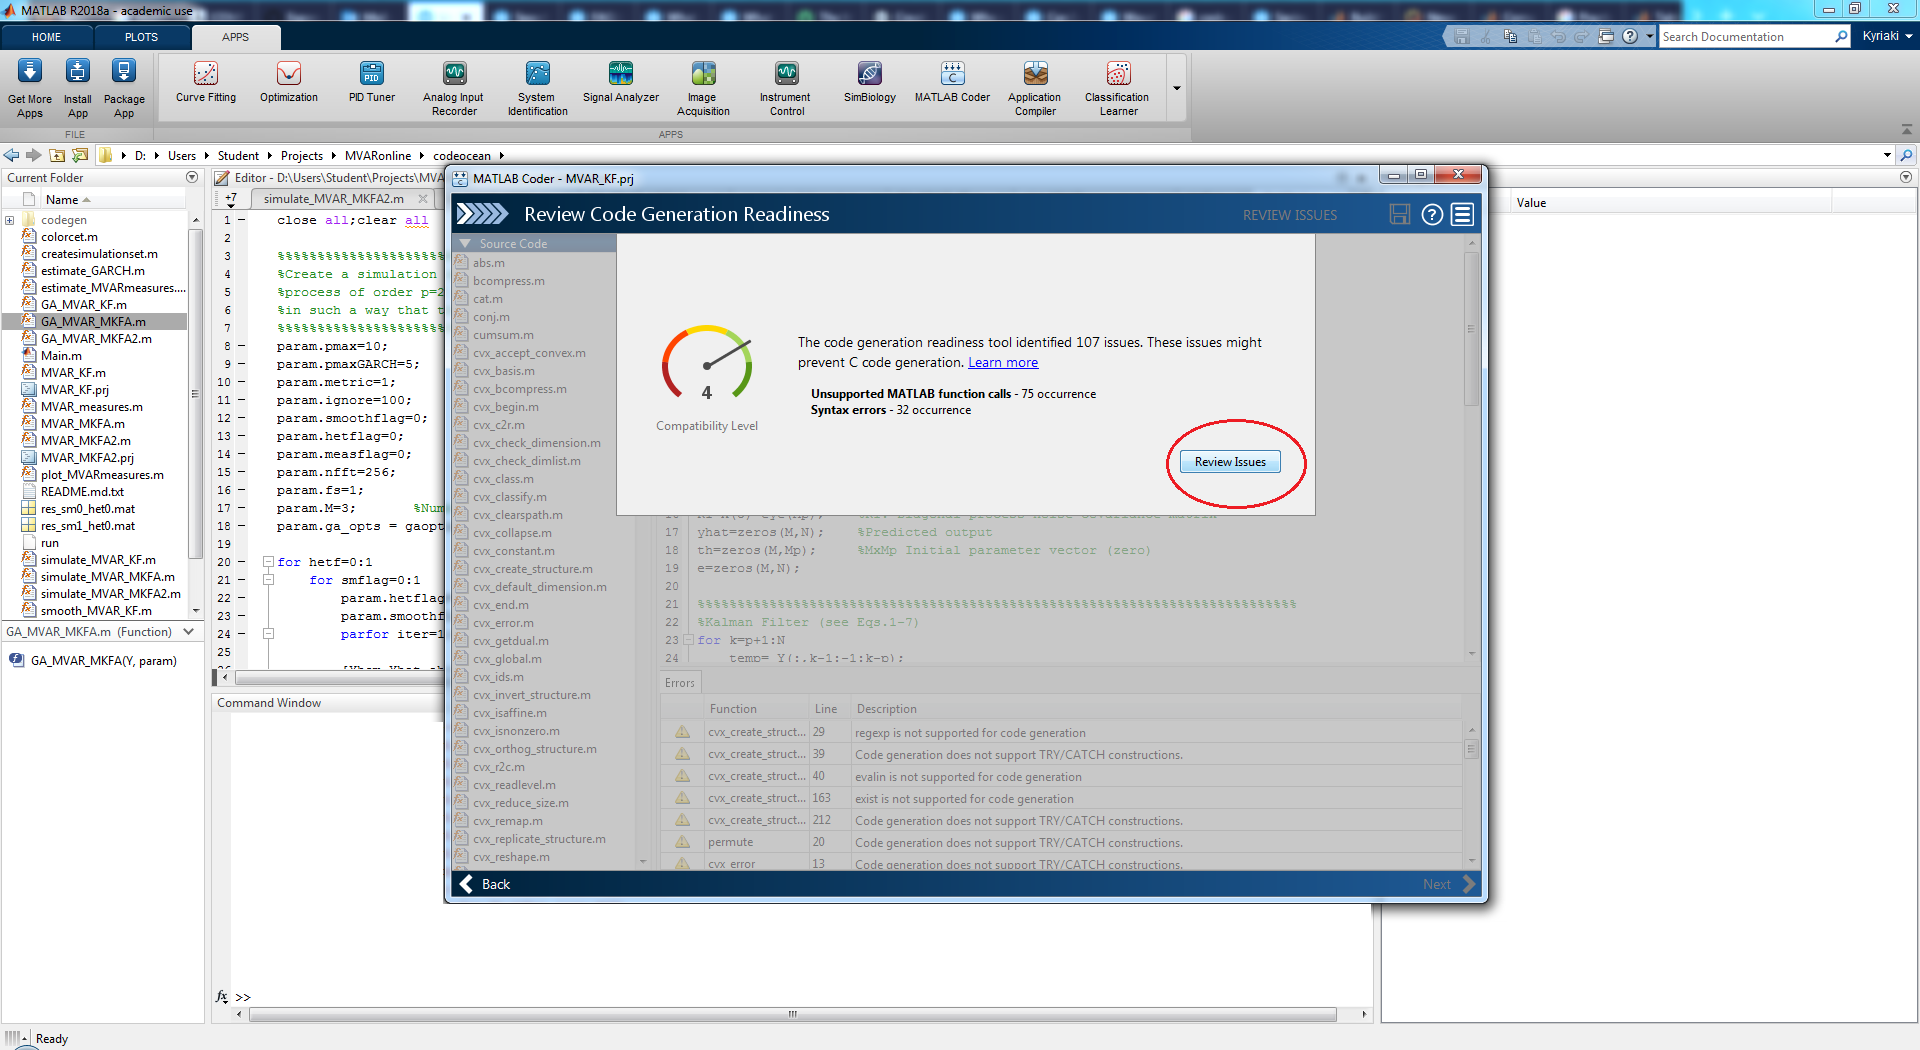 MATLAB R2018a - academic use
HOME PLOTS APPS
Search Documentation
Kyriaki
Get More Apps
Install App
Package App
Curve Fitting
Optimization
PID Tuner
Analog Input Recorder
System Identification
Signal Analyzer
Image Acquisition
Instrument Control
SimBiology
MATLAB Coder
Application Compiler
Classification Learner
FILE
APPS
D: Users Student Projects MVARonline codeocean
Current Folder
Name
codegen
colorcet.m
createsimulationset.m
estimate_GARCH.m
estimate_MVARmeasures....
GA_MVAR_KF.m
GA_MVAR_MKFA.m
GA_MVAR_MKFA2.m
Main.m
MVAR_KF.m
MVAR_KF.prj
MVAR_measures.m
MVAR_MKFA.m
MVAR_MKFA2.m
MVAR_MKFA2.prj
plot_MVARmeasures.m
README.md.txt
res_sm0_het0.mat
res_sm1_het0.mat
run
simulate_MVAR_KF.m
simulate_MVAR_MKFA.m
simulate_MVAR_MKFA2.m
smooth_MVAR_KF.m
GA_MVAR_MKFA.m (Function)
GA_MVAR_MKFA(Y, param)
Editor - D:\Users\Student\Projects\MVA
+7
simulate_MVAR_MKFA2.m
1 close all;clear all
2
3 %%%%%%%%%%%%%%%%%%%%%
4 %Create a simulation
5 %process of order p=2
6 %in such a way that t
7 %%%%%%%%%%%%%%%%%%%%%
8 param.pmax=10;
9 param.pmaxGARCH=5;
10 param.metric=1;
11 param.ignore=100;
12 param.smoothflag=0;
13 param.hetflag=0;
14 param.measflag=0;
15 param.nfft=256;
16 param.fs=1;
17 param.M=3; %Num
18 param.ga_opts = gaopt
19
20 for hetf=0:1
21 for smflag=0:1
22 param.hetflag
23 param.smoothf
24 parfor iter=1
25
Command Window
fx >>
Ready
MATLAB Coder - MVAR_KF.prj
Review Code Generation Readiness
REVIEW ISSUES
Source Code
abs.m
bcompress.m
cat.m
conj.m
cumsum.m
cvx_accept_convex.m
cvx_basis.m
cvx_bcompress.m
cvx_begin.m
cvx_c2r.m
cvx_check_dimension.m
cvx_check_dimlist.m
cvx_class.m
cvx_classify.m
cvx_clearspath.m
cvx_collapse.m
cvx_constant.m
cvx_create_structure.m
cvx_default_dimension.m
cvx_end.m
cvx_error.m
cvx_getdual.m
cvx_global.m
cvx_ids.m
cvx_invert_structure.m
cvx_isaffine.m
cvx_isnonzero.m
cvx_orthog_structure.m
cvx_r2c.m
cvx_readlevel.m
cvx_reduce_size.m
cvx_remap.m
cvx_replicate_structure.m
cvx_reshape.m
4
Compatibility Level
The code generation readiness tool identified 107 issues. These issues might
prevent C code generation. Learn more
Unsupported MATLAB function calls - 75 occurrence
Syntax errors - 32 occurrence
Review Issues
17 yhat=zeros(M,N); %Predicted output
18 th=zeros(M,Mp); %MxMp Initial parameter vector (zero)
19 e=zeros(M,N);
20
21 %%%%%%%%%%%%%%%%%%%%%%%%%%%%%%%%%%%%%%%%%%%%%%%%%%%%%%%%%%%%%%%%%%%%%%%%%%%
22 %Kalman Filter (see Eqs.1-7)
23 for k=p+1:N
24 temp= Y(:,k-1:-1:k-p);
Errors
Function Line Description
cvx_create_struct... 29 regexp is not supported for code generation
cvx_create_struct... 39 Code generation does not support TRY/CATCH constructions.
cvx_create_struct... 40 evalin is not supported for code generation
cvx_create_struct... 163 exist is not supported for code generation
cvx_create_struct... 212 Code generation does not support TRY/CATCH constructions.
permute 20 Code generation does not support TRY/CATCH constructions.
cvx_error 13 Code generation does not support TRY/CATCH constructions.
Back
Next
Value